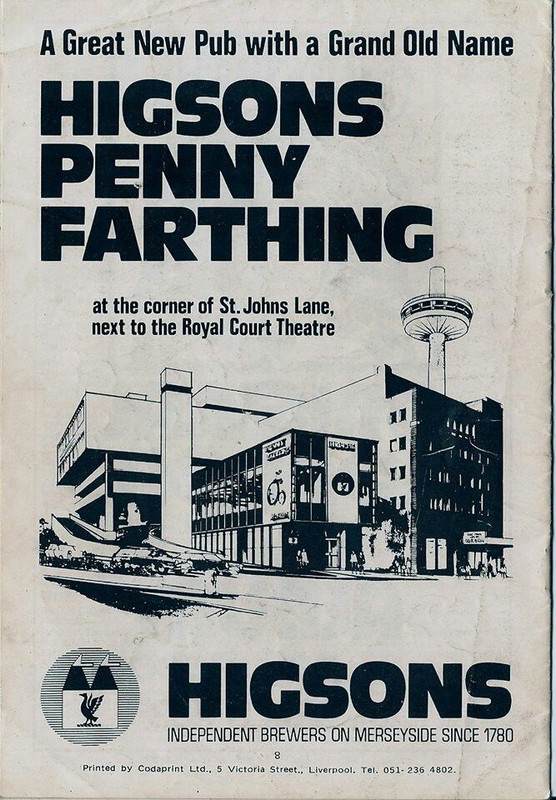 A Great New Pub with a Grand Old Name
HIGSONS
PENNY
FARTHING
at the corner of St. Johns Lane,
next to the Royal Court Theatre
HIGSONS
INDEPENDENT BREWERS ON MERSEYSIDE SINCE 1780
8
Printed by Codaprint Ltd., 5 Victoria Street,, Liverpool. Tel. 051- 236 4802.